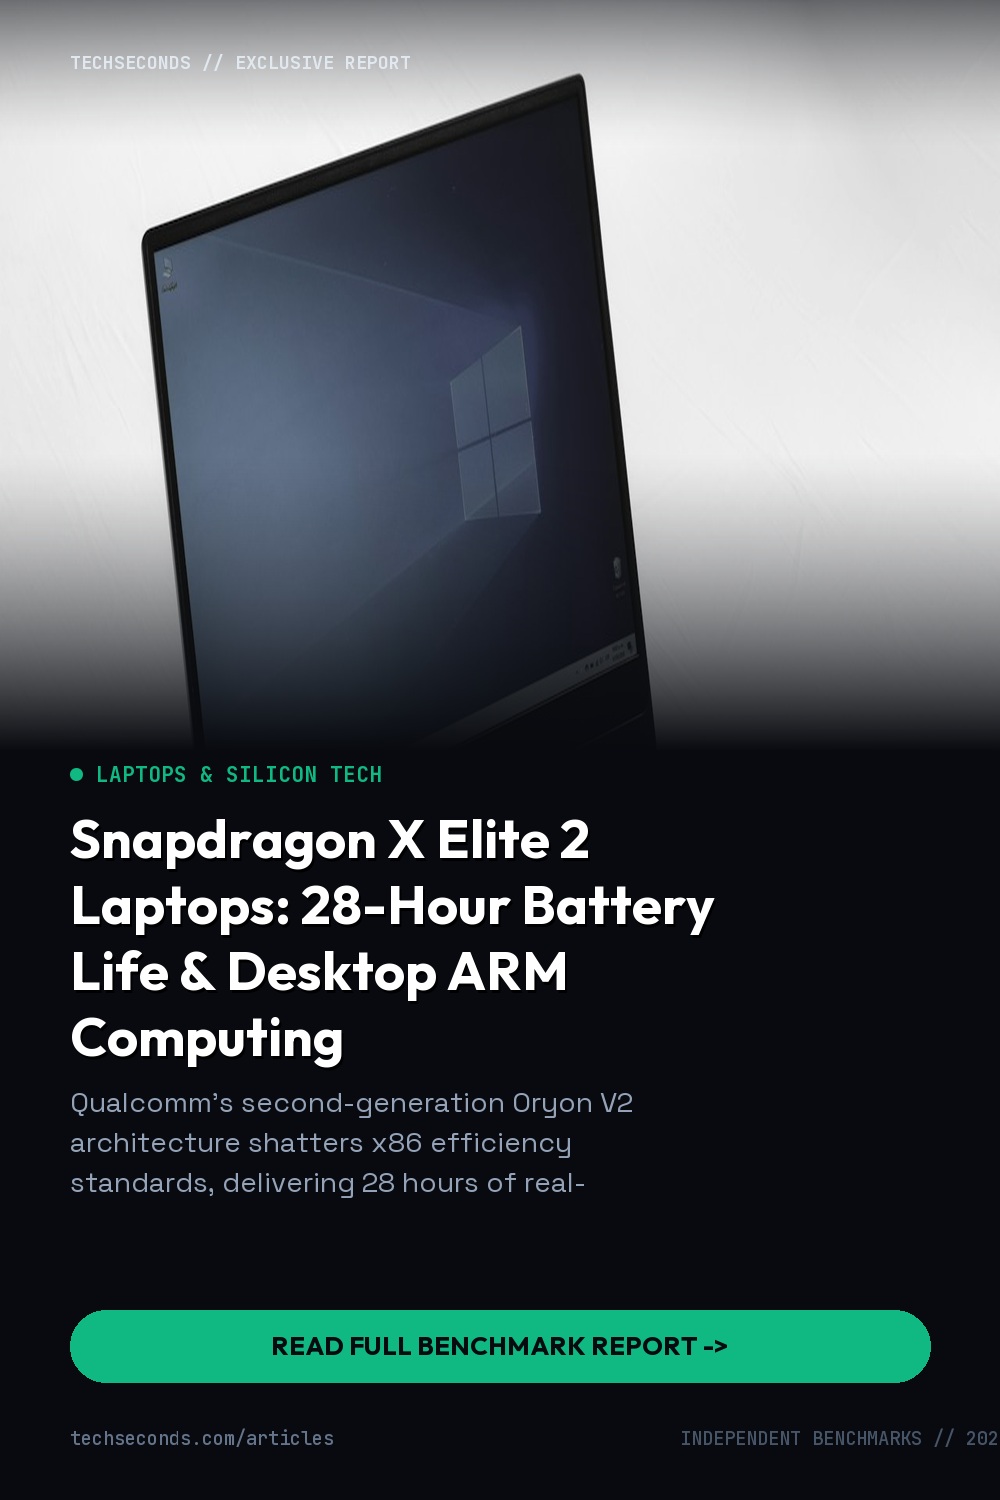 TECHSECONDS // EXCLUSIVE REPORT
LAPTOPS & SILICON TECH
Snapdragon X Elite 2
Laptops: 28-Hour Battery
Life & Desktop ARM
Computing
Qualcomm's second-generation Oryon V2
architecture shatters x86 efficiency
standards, delivering 28 hours of real-
READ FULL BENCHMARK REPORT ->
techseconds.com/articles
INDEPENDENT BENCHMARKS // 202